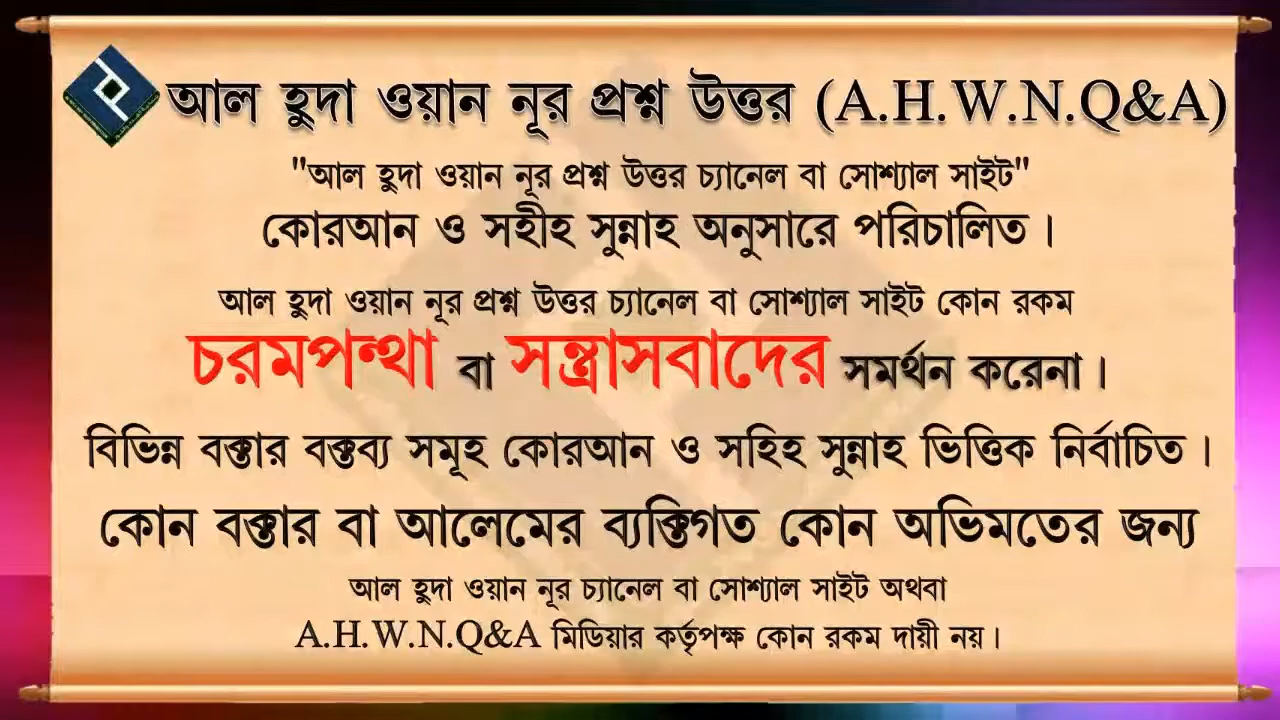 আল হুদা ওয়ান নূর প্রশ্ন উত্তর (A.H.W.N.Q&A)
"আল হুদা ওয়ান নূর প্রশ্ন উত্তর চ্যানেল বা সোশ্যাল সাইট"
কোরআন ও সহীহ সুন্নাহ অনুসারে পরিচালিত।
আল হুদা ওয়ান নূর প্রশ্ন উত্তর চ্যানেল বা সোশ্যাল সাইট কোন রকম
চরমপন্থা বা সন্ত্রাসবাদের সমর্থন করেনা।
বিভিন্ন বক্তার বক্তব্য সমূহ কোরআন ও সহিহ সুন্নাহ ভিত্তিক নির্বাচিত।
কোন বক্তার বা আলেমের ব্যক্তিগত কোন অভিমতের জন্য
আল হুদা ওয়ান নূর চ্যানেল বা সোশ্যাল সাইট অথবা
A.H.W.N.Q&A মিডিয়ার কর্তৃপক্ষ কোন রকম দায়ী নয়।